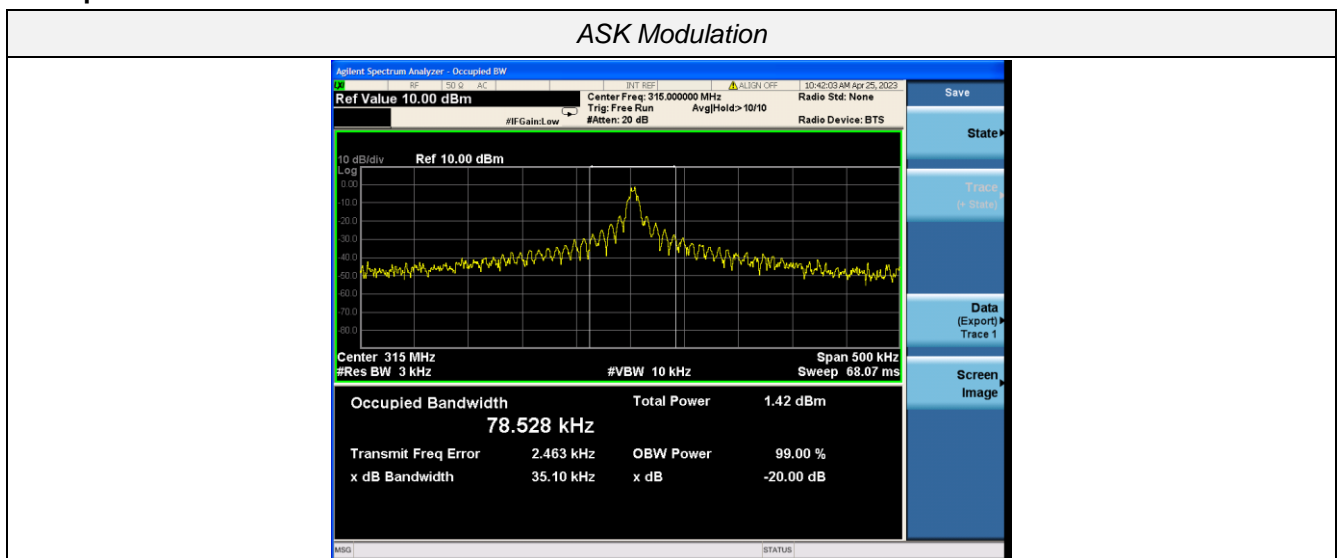 ASK Modulation
Agilent Spectrum Analyzer - Occupied BW
RF 50 Ω AC INT REF ALIGN OFF 10:42:03 AM Apr 25, 2023
Ref Value 10.00 dBm Center Freq: 315.000000 MHz Radio Std: None
Trig: Free Run Avg|Hold:> 10/10
#IFGain:Low #Atten: 20 dB Radio Device: BTS
10 dB/div Ref 10.00 dBm
Log
0.00
-10.0
-20.0
-30.0
-40.0
-50.0
-60.0
-70.0
-80.0
Center 315 MHz Span 500 kHz
#Res BW 3 kHz #VBW 10 kHz Sweep 68.07 ms
Occupied Bandwidth Total Power 1.42 dBm
78.528 kHz
Transmit Freq Error 2.463 kHz OBW Power 99.00 %
x dB Bandwidth 35.10 kHz x dB -20.00 dB
MSG STATUS
Save
State
Trace
(+ State)
Data
(Export)
Trace 1
Screen
Image